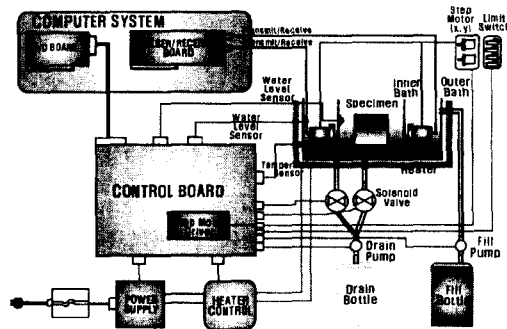 COMPUTER SYSTEM
BOARD
BOARD
Transmit/Receive
Transmit/Receive
Step
Motor
(x,y)
Limit
Switch
Water
Level
Sensor
Inner
Bath
Outer
Bath
Specimen
Water
Level
Sensor
Sensor
Heater
CONTROL BOARD
Solenoid
Valve
Drain
Pump
Fill
Pump
Drain
Bottle
Fill
Bottle
POWER
SUPPLY
HEATER
CONTROL